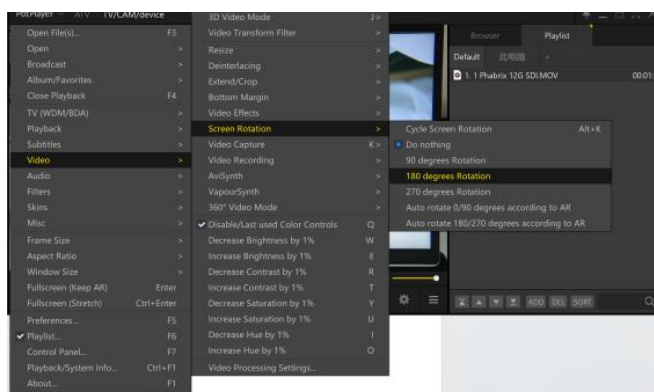 PotPlayer ATV TV/CAM/device
Open File(s)... F3
Open
Broadcast
Album/Favorites
Close Playback F4
TV (WDM/BDA)
Playback
Subtitles
Video
Audio
Filters
Skins
Misc
Frame Size
Aspect Ratio
Window Size
Fullscreen (Keep AR) Enter
Fullscreen (Stretch) Ctrl+Enter
Preferences... F5
Playlist... F6
Control Panel... F7
Playback/System Info... Ctrl+F1
About... F1
3D Video Mode J >
Video Transform Filter
Resize
Deinterlacing
Extend/Crop
Bottom Margin
Video Effects
Screen Rotation
Video Capture K >
Video Recording
AviSynth
VapourSynth
360° Video Mode
Disable/Last used Color Controls Q
Decrease Brightness by 1% W
Increase Brightness by 1% E
Decrease Contrast by 1% R
Increase Contrast by 1% T
Decrease Saturation by 1% Y
Increase Saturation by 1% U
Decrease Hue by 1% I
Increase Hue by 1% O
Video Processing Settings...
Cycle Screen Rotation Alt+K
Do nothing
90 degrees Rotation
180 degrees Rotation
270 degrees Rotation
Auto rotate 0/90 degrees according to AR
Auto rotate 180/270 degrees according to AR
Browser Playlist
Default 此电脑 +
1. 1 Phabrix 12G SDI.MOV 00:01:
ADD DEL SORT